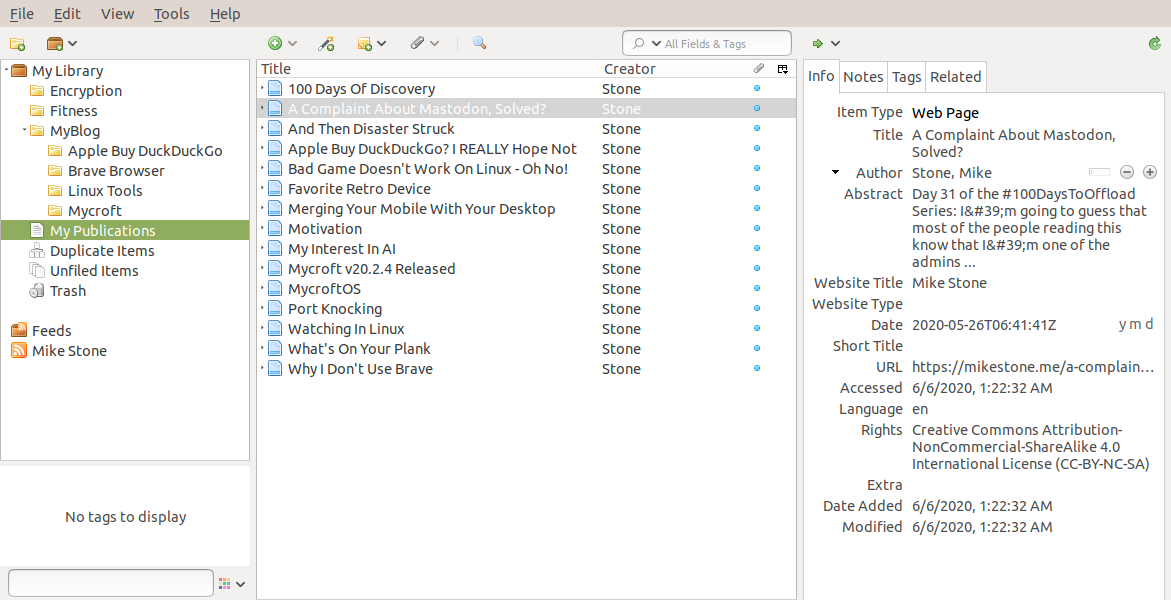 File Edit View Tools Help
All Fields & Tags
My Library
Encryption
Fitness
MyBlog
Apple Buy DuckDuckGo
Brave Browser
Linux Tools
Mycroft
My Publications
Duplicate Items
Unfiled Items
Trash
Feeds
Mike Stone
No tags to display
Title Creator
100 Days Of Discovery Stone
A Complaint About Mastodon, Solved? Stone
And Then Disaster Struck Stone
Apple Buy DuckDuckGo? I REALLY Hope Not Stone
Bad Game Doesn't Work On Linux - Oh No! Stone
Favorite Retro Device Stone
Merging Your Mobile With Your Desktop Stone
Motivation Stone
My Interest In AI Stone
Mycroft v20.2.4 Released Stone
MycroftOS Stone
Port Knocking Stone
Watching In Linux Stone
What's On Your Plank Stone
Why I Don't Use Brave Stone
Info Notes Tags Related
Item Type Web Page
Title A Complaint About Mastodon,
Solved?
Author Stone, Mike
Abstract Day 31 of the #100DaysToOffload
Series: I&#39;m going to guess that
most of the people reading this
know that I&#39;m one of the
admins ...
Website Title Mike Stone
Website Type
Date 2020-05-26T06:41:41Z y m d
Short Title
URL https://mikestone.me/a-complain...
Accessed 6/6/2020, 1:22:32 AM
Language en
Rights Creative Commons Attribution-
NonCommercial-ShareAlike 4.0
International License (CC-BY-NC-SA)
Extra
Date Added 6/6/2020, 1:22:32 AM
Modified 6/6/2020, 1:22:32 AM